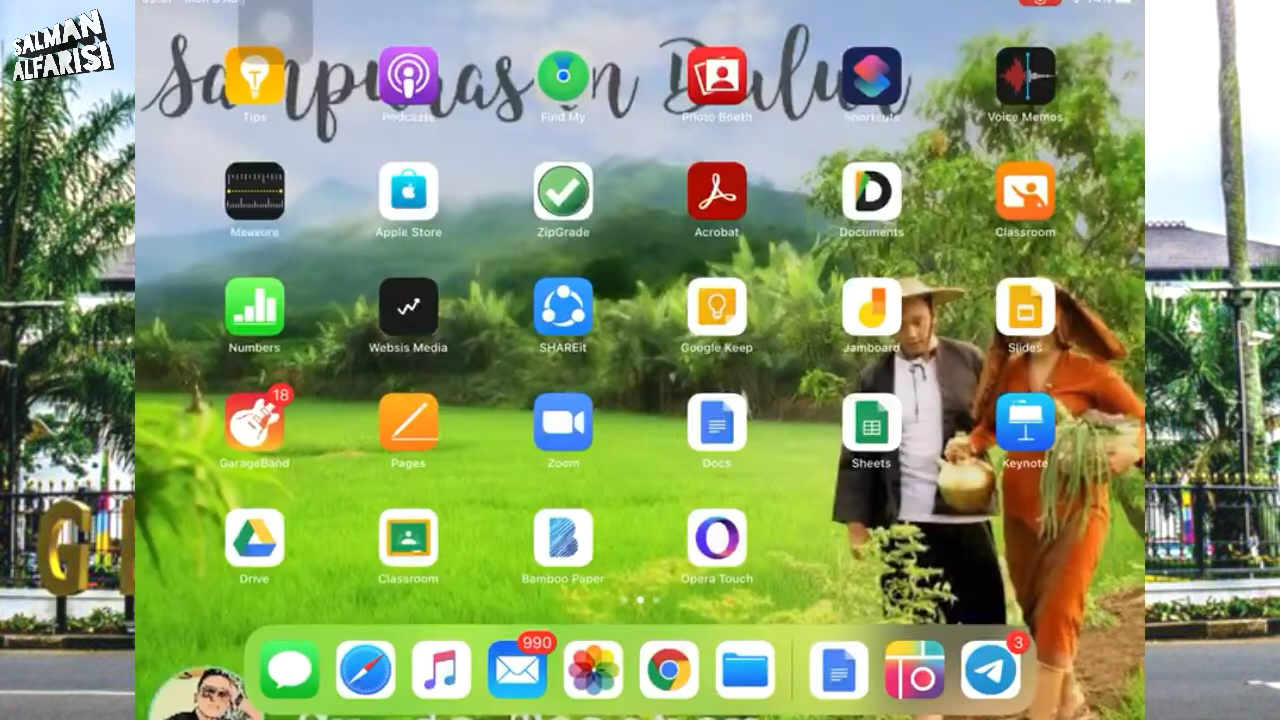 SALMAN
ALFARISI
Sampurasun Dulur
Tips
Podcasts
Find My
Photo Booth
Shortcuts
Voice Memos
Measure
Apple Store
ZipGrade
Acrobat
Documents
Classroom
Numbers
Websis Media
SHAREit
Google Keep
Jamboard
Slides
18
GarageBand
Pages
Zoom
Docs
Sheets
Keynote
Drive
Classroom
Bamboo Paper
Opera Touch
990
3
G